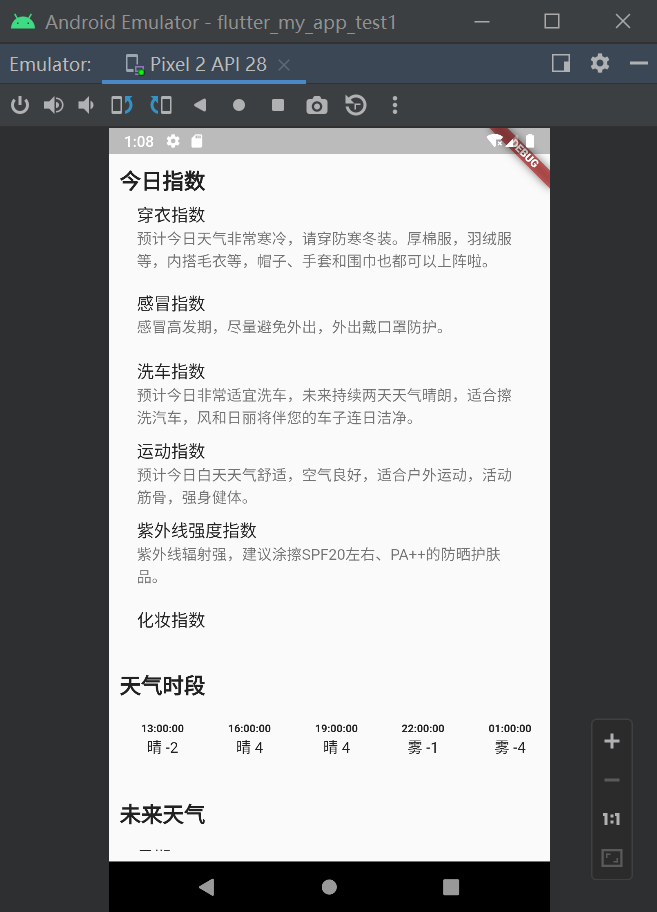 Android Emulator - flutter_my_app_test1
Emulator:
Pixel 2 API 28
1:08
DEBUG
今日指数
穿衣指数
预计今日天气非常寒冷，请穿防寒冬装。厚棉服，羽绒服
等，内搭毛衣等，帽子、手套和围巾也都可以上阵啦。
感冒指数
感冒高发期，尽量避免外出，外出戴口罩防护。
洗车指数
预计今日非常适宜洗车，未来持续两天天气晴朗，适合擦
洗汽车，风和日丽将伴您的车子连日洁净。
运动指数
预计今日白天天气舒适，空气良好，适合户外运动，活动
筋骨，强身健体。
紫外线强度指数
紫外线辐射强，建议涂擦SPF20左右、PA++的防晒护肤
品。
化妆指数
天气时段
13:00:00 16:00:00 19:00:00 22:00:00 01:00:00
晴 -2 晴 4 晴 4 雾 -1 雾 -4
未来天气
1:1